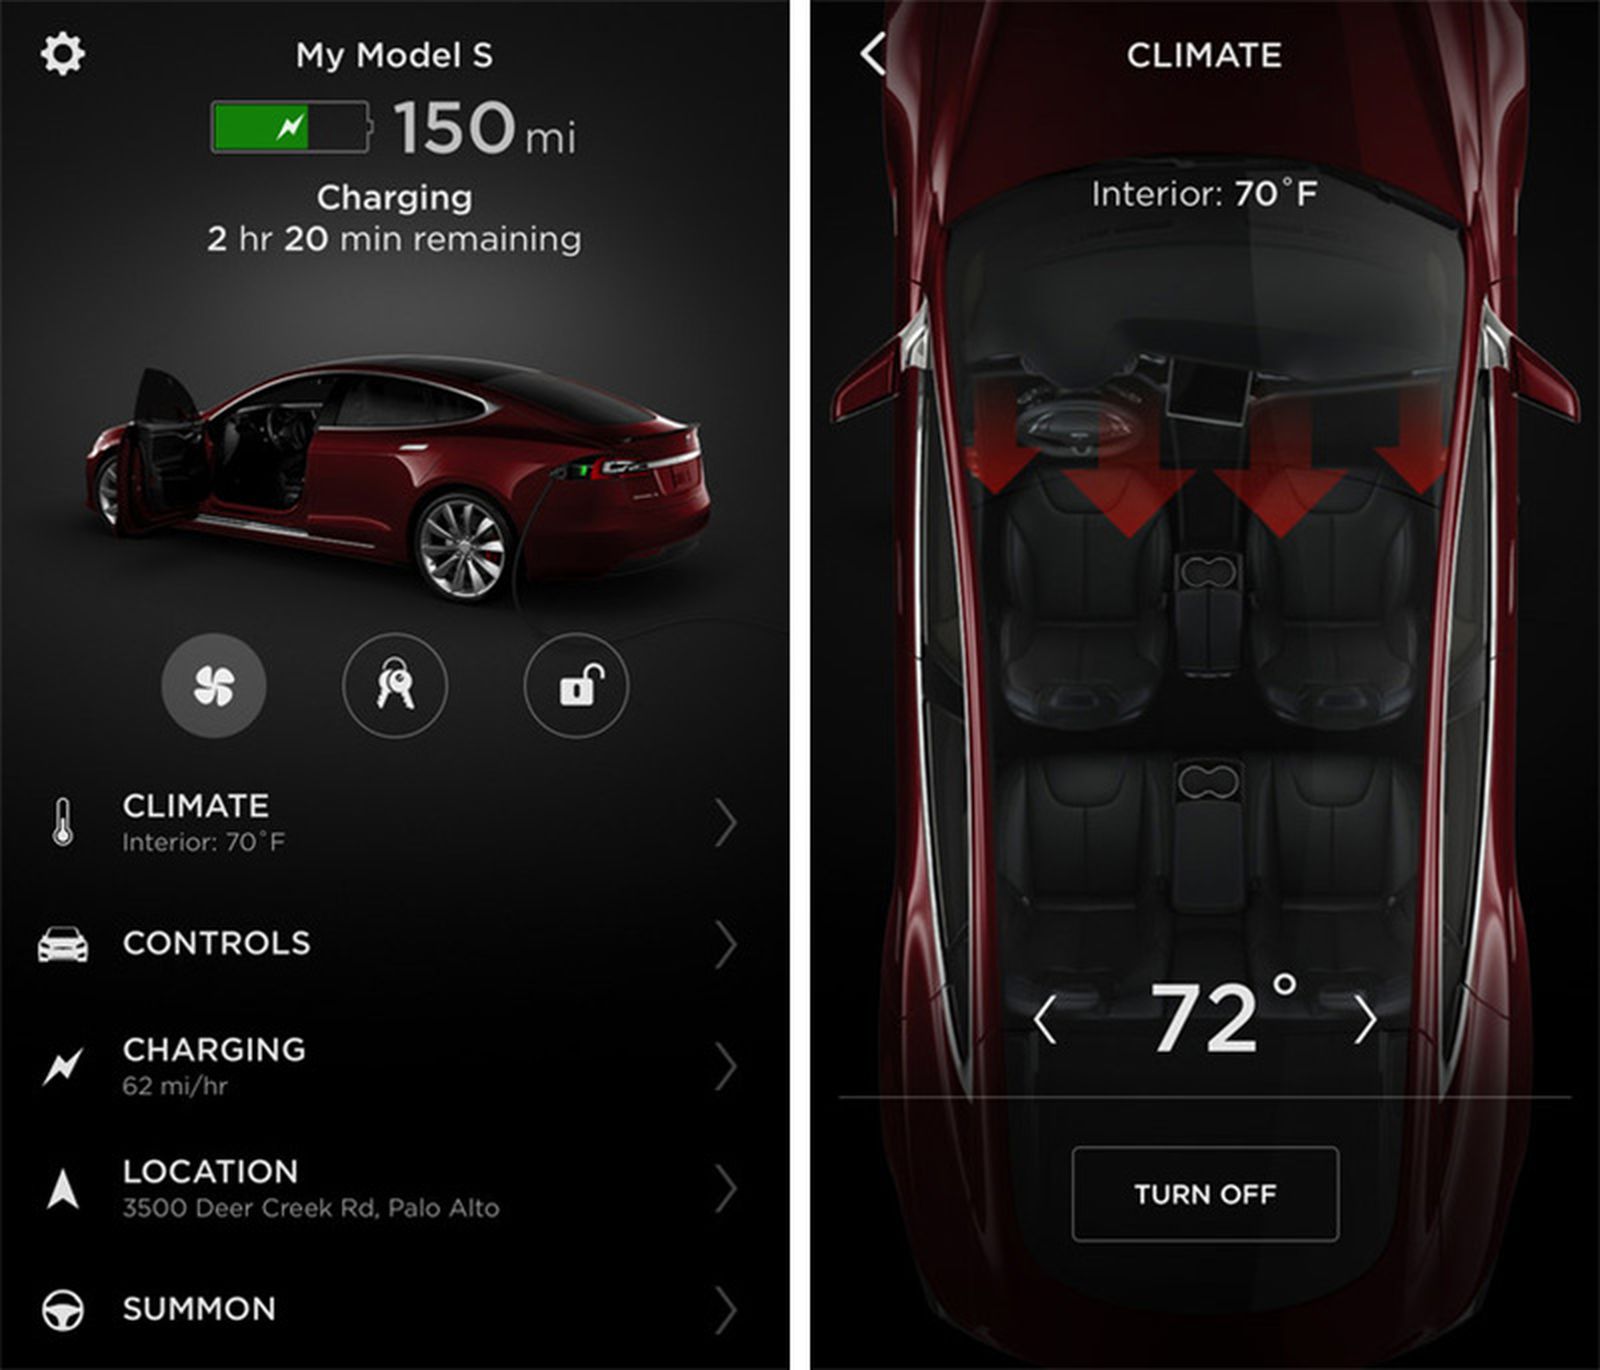 My Model S
150 mi
Charging
2 hr 20 min remaining
CLIMATE
Interior: 70°F
CONTROLS
CHARGING
62 mi/hr
LOCATION
3500 Deer Creek Rd, Palo Alto
SUMMON
CLIMATE
Interior: 70°F
72°
TURN OFF